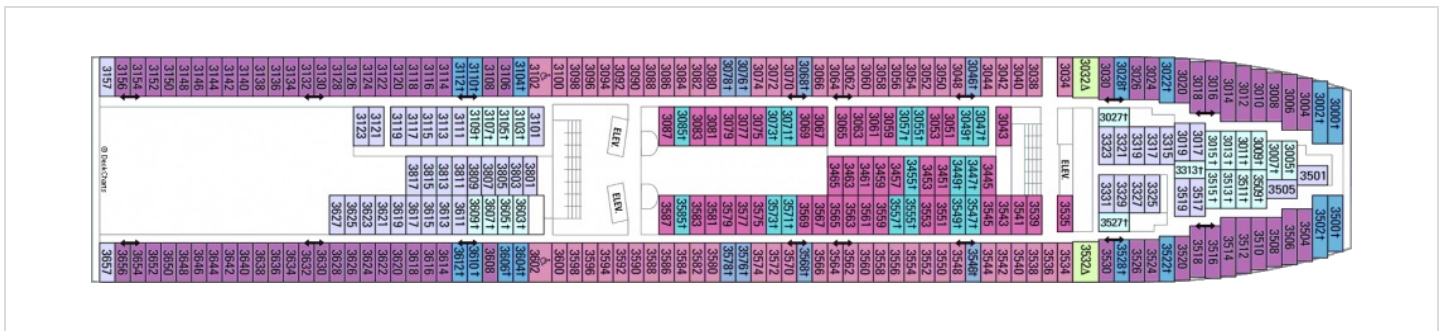 3157 3156 3154 3152 3150 3148 3146 3144 3142 3140 3138 3136 3134 3132 3130 3128 3126 3124 3122 3120 3118 3116 3114 3112† 3110† 3108 3106 3104† 3102 3100 3098 3096 3094 3092 3090 3088 3086 3084 3082 3080 3078† 3076† 3074 3072 3070 3068† 3066 3064 3062 3060 3058 3056 3054 3052 3050 3048 3046† 3044 3042 3040 3038 3034 3032Δ 3030 3028† 3026 3024 3022† 3020 3018 3016 3014 3012 3010 3008 3006 3004 3002† 3000†
3123 3121 3119 3117 3115 3113 3111 3109† 3107† 3105† 3103† 3101 ELEV. 3087 3085† 3083 3081 3079 3077 3075 3073† 3071† 3069 3067 3065 3063 3061 3059 3057† 3055† 3053 3051 3049† 3047† 3043 3027†
3323 3321 3319 3317 3315 3019 3017 3015† 3013† 3011† 3009† 3007† 3005†
© DeckCharts
3817 3815 3813 3811 3809 3807 3805 3803 3801 3465 3463 3461 3459 3457 3455† 3453 3451 3449† 3447† 3445 ELEV. 3313† 3501
3331 3329 3327 3325 3519 3517 3515† 3513† 3511† 3509† 3505
3627 3625 3623 3621 3619 3617 3615 3613 3611 3609† 3607† 3605† 3603† ELEV. 3587 3585† 3583 3581 3579 3577 3575 3573† 3571† 3569 3567 3565 3563 3561 3559 3557† 3555† 3553 3551 3549† 3547† 3545 3543 3541 3539 3535 3527†
3657 3656 3654 3652 3650 3648 3646 3644 3642 3640 3638 3636 3634 3632 3630 3628 3626 3624 3622 3620 3618 3616 3614 3612† 3610† 3608 3606† 3604† 3602 3600 3598 3596 3594 3592 3590 3588 3586 3584 3582 3590 3578† 3576† 3574 3572 3570 3568† 3566 3564 3562 3560 3558 3556 3554 3552 3550 3548 3546† 3544 3542 3540 3538 3536 3534 3532Δ 3530 3528† 3526 3524 3522† 3520 3518 3516 3514 3512 3510 3508 3506 3504 3502† 3500†